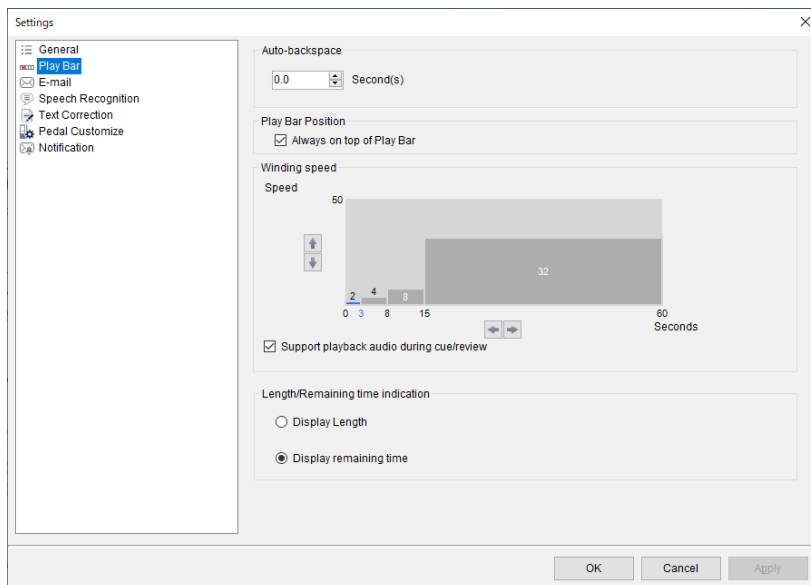 Settings
General
Play Bar
E-mail
Speech Recognition
Text Correction
Pedal Customize
Notification
Auto-backspace
0.0 Second(s)
Play Bar Position
Always on top of Play Bar
Winding speed
Speed
50
2 4 8 32
0 3 8 15 60
Seconds
Support playback audio during cue/review
Length/Remaining time indication
Display Length
Display remaining time
OK Cancel Apply